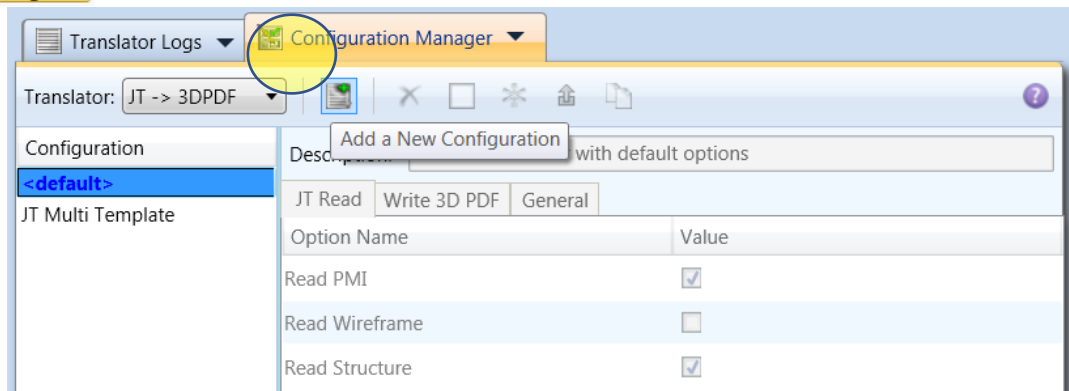 Translator Logs
Configuration Manager
Translator: JT -> 3DPDF
Add a New Configuration
Configuration
with default options
<default>
JT Multi Template
JT Read Write 3D PDF General
Option Name Value
Read PMI
Read Wireframe
Read Structure